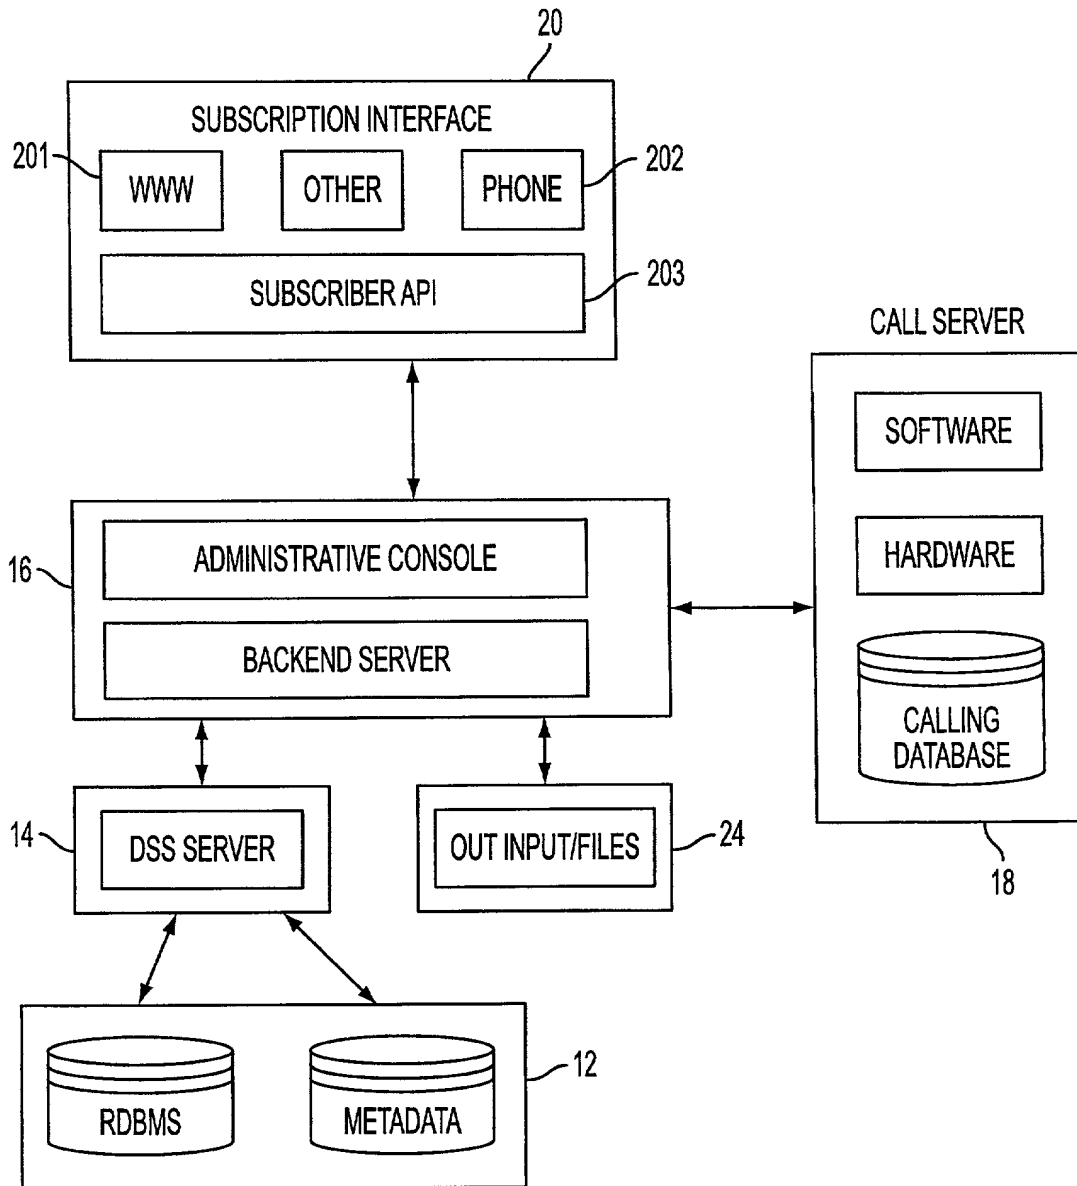 20
SUBSCRIPTION INTERFACE
201
WWW
OTHER
PHONE
202
SUBSCRIBER API
203
CALL SERVER
SOFTWARE
HARDWARE
CALLING
DATABASE
18
16
ADMINISTRATIVE CONSOLE
BACKEND SERVER
14
DSS SERVER
OUT INPUT/FILES
24
RDBMS
METADATA
12